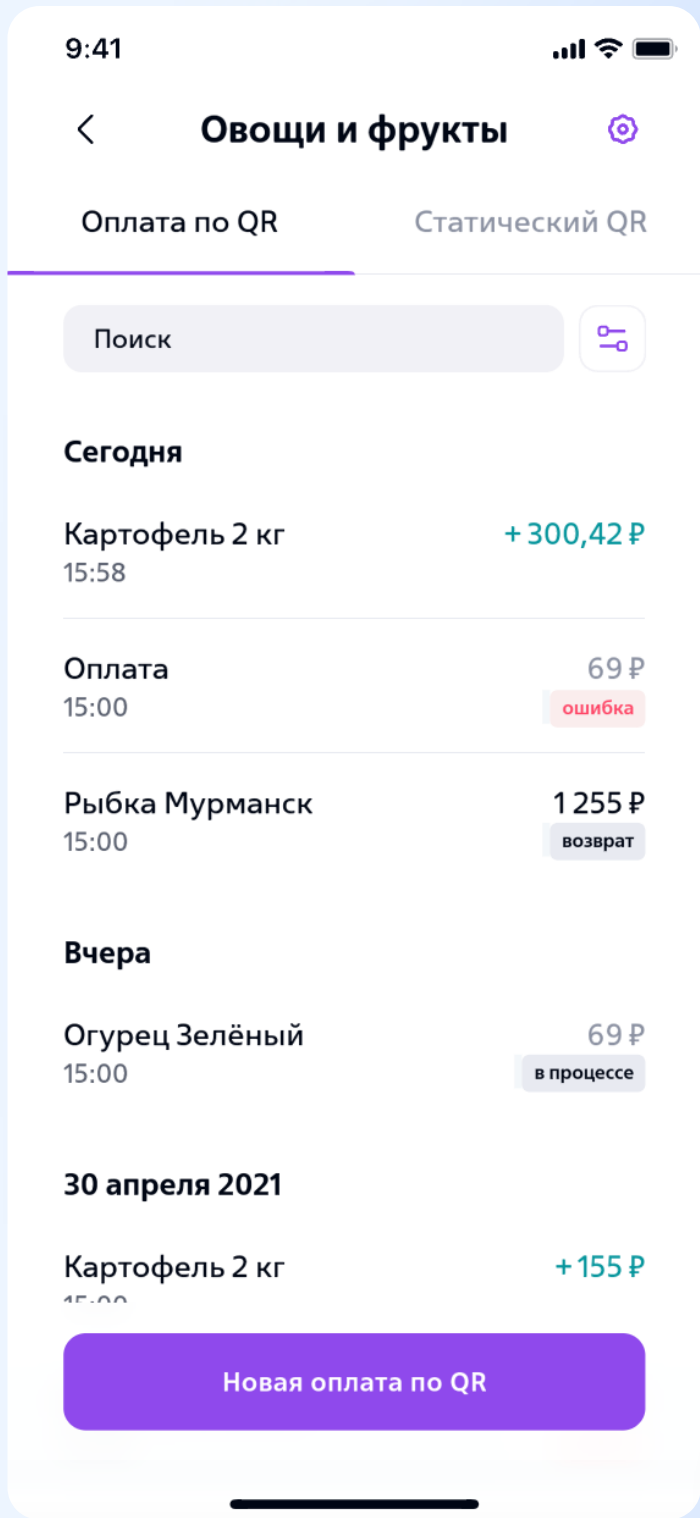 9:41
Овощи и фрукты
Оплата по QR Статический QR
Поиск
Сегодня
Картофель 2 кг +300,42 ₽
15:58
Оплата 69 ₽
15:00 ошибка
Рыбка Мурманск 1 255 ₽
15:00 возврат
Вчера
Огурец Зелёный 69 ₽
15:00 в процессе
30 апреля 2021
Картофель 2 кг +155 ₽
Новая оплата по QR